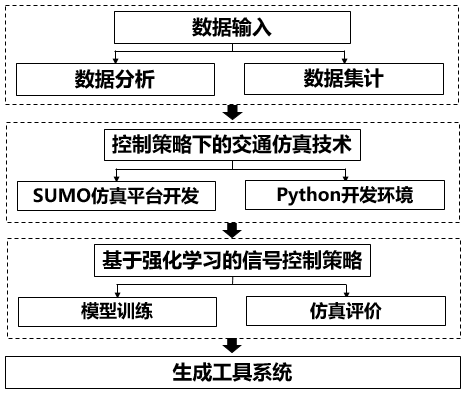 数据输入
数据分析
数据集计
控制策略下的交通仿真技术
SUMO仿真平台开发
Python开发环境
基于强化学习的信号控制策略
模型训练
仿真评价
生成工具系统